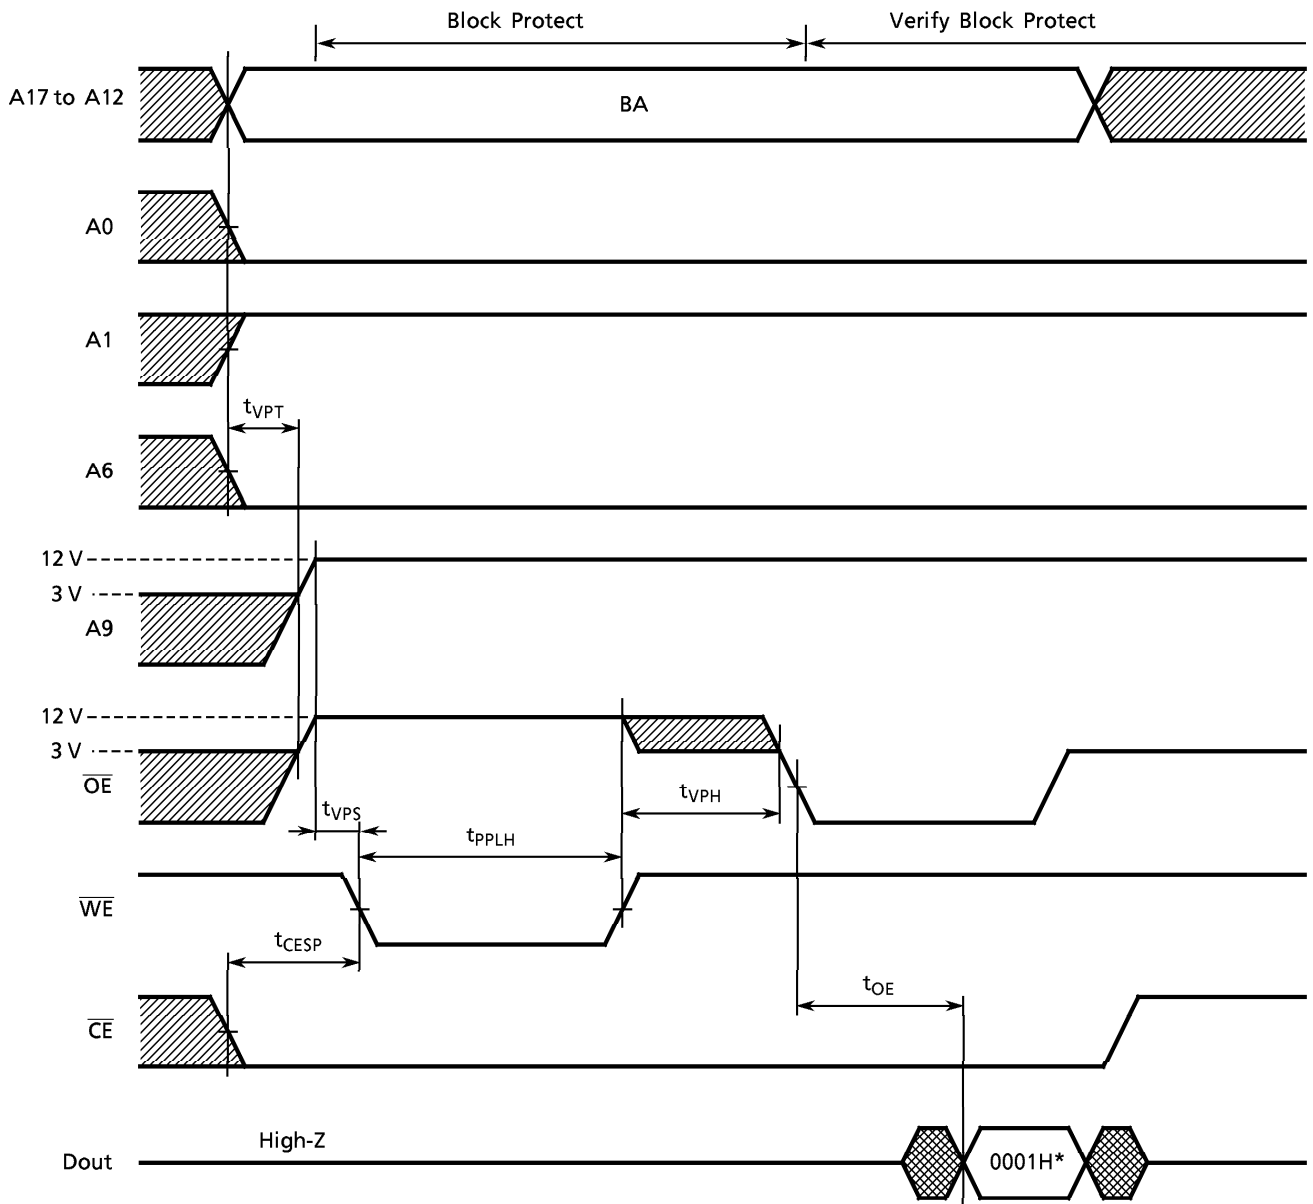 Block Protect
Verify Block Protect
A17 to A12
BA
A0
A1
tVPT
A6
12 V
3 V
A9
12 V
3 V
OE
tVPS
tVPH
tPPLH
WE
tCESP
tOE
CE
High-Z
Dout
0001H*